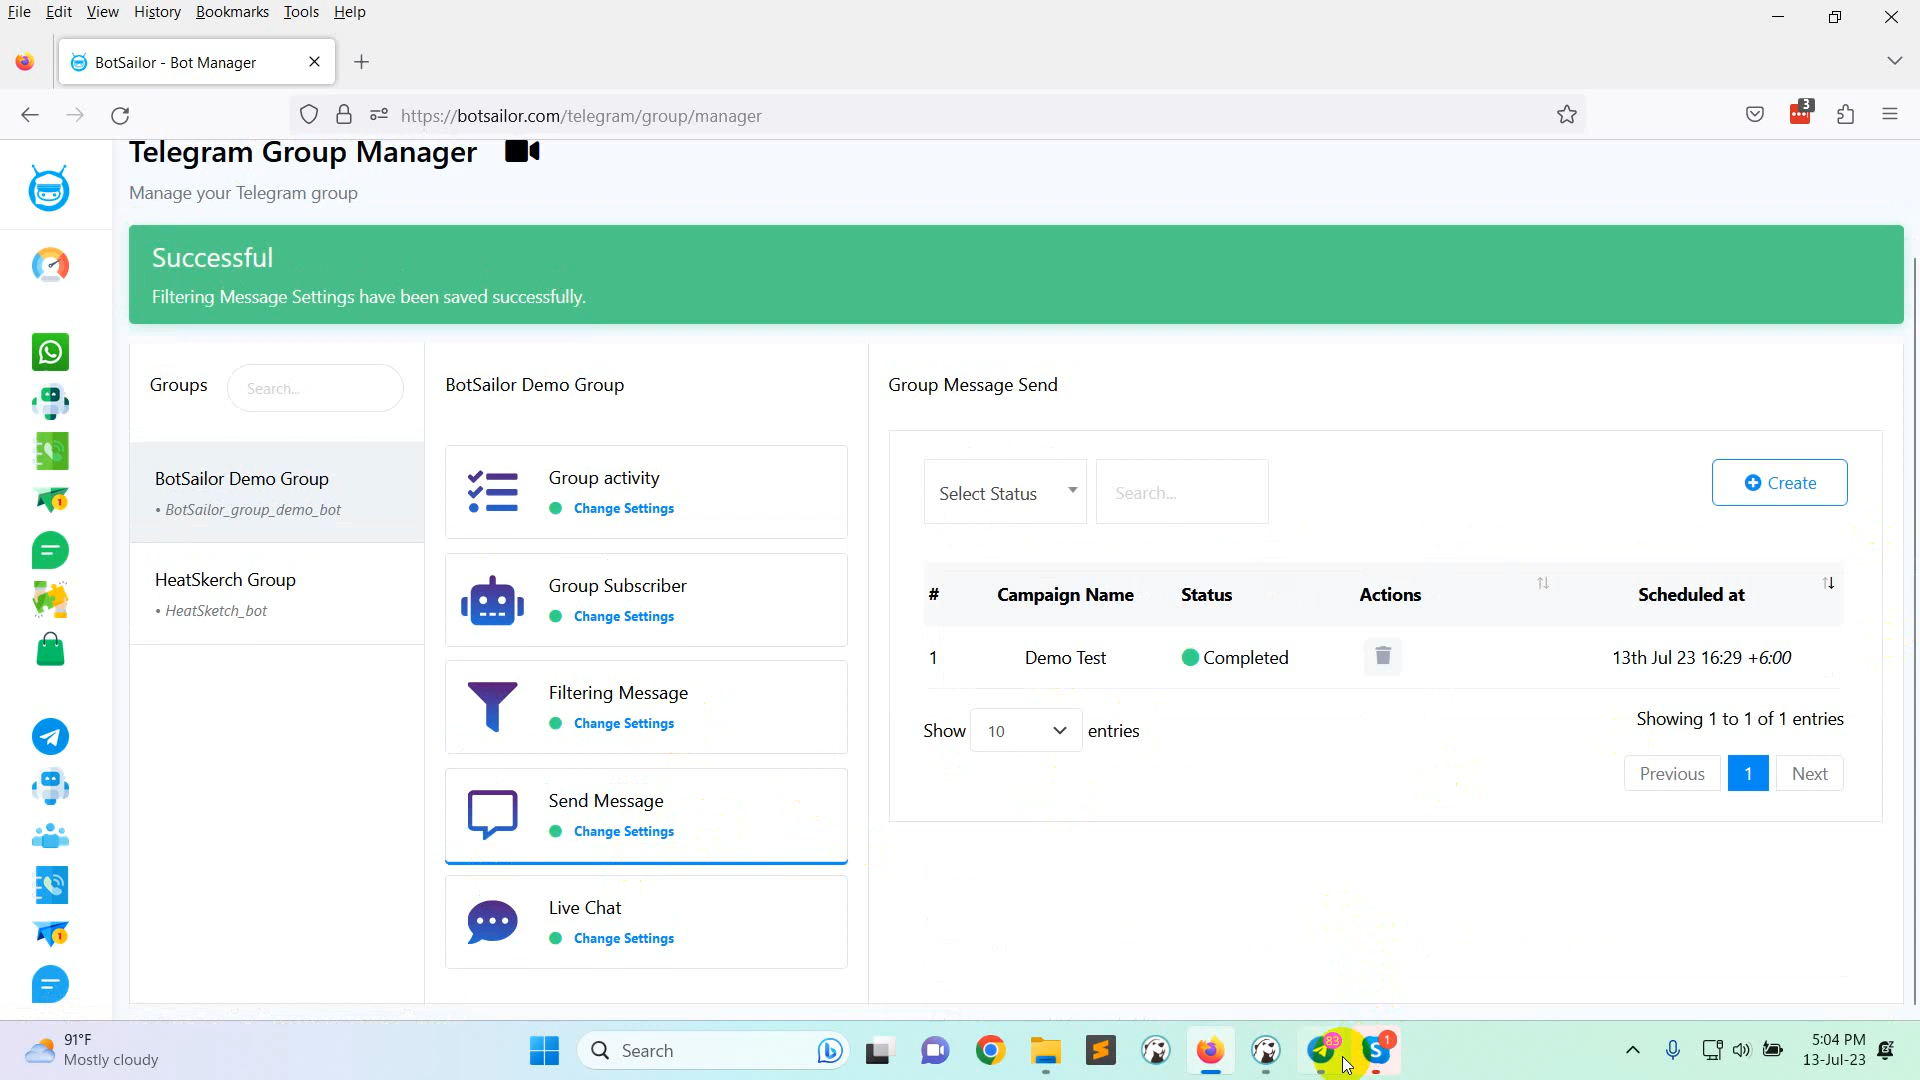 File Edit View History Bookmarks Tools Help
BotSailor - Bot Manager
https://botsailor.com/telegram/group/manager
3
Telegram Group Manager
Manage your Telegram group
Successful
Filtering Message Settings have been saved successfully.
Groups
Search...
BotSailor Demo Group
Group Message Send
BotSailor Demo Group
• BotSailor_group_demo_bot
HeatSkerch Group
• HeatSketch_bot
Group activity
Change Settings
Group Subscriber
Change Settings
Filtering Message
Change Settings
Send Message
Change Settings
Live Chat
Change Settings
Select Status
Search...
Create
# Campaign Name Status Actions Scheduled at
1 Demo Test Completed 13th Jul 23 16:29 +6:00
Show 10 entries
Showing 1 to 1 of 1 entries
Previous 1 Next
1
1
91°F
Mostly cloudy
Search
83
1
5:04 PM
13-Jul-23